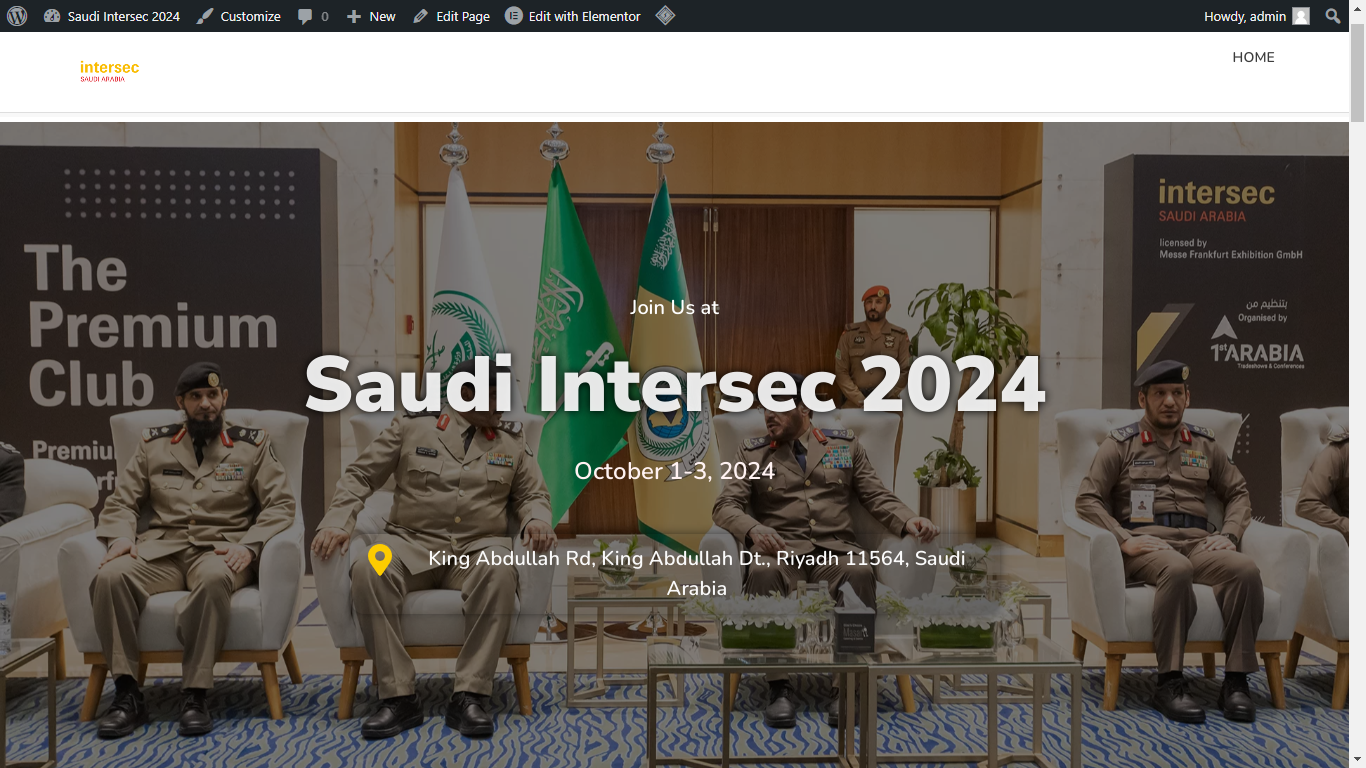 Saudi Intersec 2024 Customize 0 New Edit Page Edit with Elementor Howdy, admin
intersec
SAUDI ARABIA
HOME
The
Premium
Club
Premiu
rf
intersec
SAUDI ARABIA
licensed by
Messe Frankfurt Exhibition GmbH
بتنظيم من
Organised by
1st ARABIA
Tradeshows & Conferences
Join Us at
Saudi Intersec 2024
October 1-3, 2024
King Abdullah Rd, King Abdullah Dt., Riyadh 11564, Saudi
Arabia